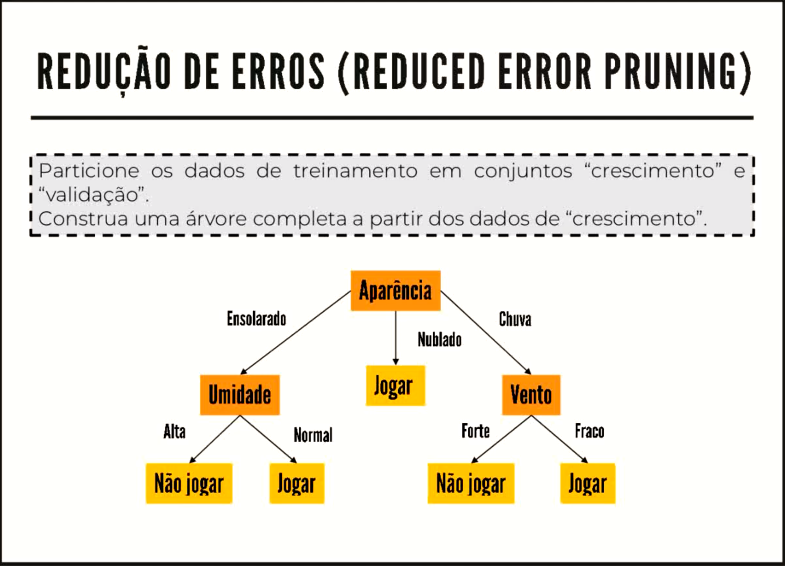 REDUÇÃO DE ERROS (REDUCED ERROR PRUNING)
Particione os dados de treinamento em conjuntos “crescimento” e
“validação”.
Construa uma árvore completa a partir dos dados de “crescimento”.
Aparência
Ensolarado
Chuva
Nublado
Jogar
Umidade
Vento
Alta
Normal
Forte
Fraco
Não jogar
Jogar
Não jogar
Jogar